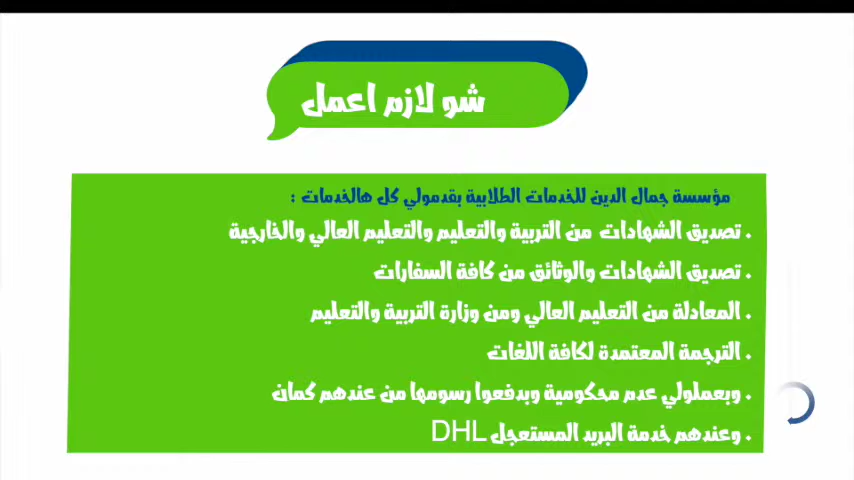 شو لازم اعمل
مؤسسة جمال الدين للخدمات الطلابية بقدمولي كل هالخدمات :
. تصديق الشهادات من التربية والتعليم والتعليم العالي والخارجية
. تصديق الشهادات والوثائق من كافة السفارات
. المعادلة من التعليم العالي ومن وزارة التربية والتعليم
. الترجمة المعتمدة لكافة اللغات
. وبعملولي عدم محكومية وبدفعوا رسومها من عندهم كمان
. وعندهم خدمة البريد المستعجل DHL